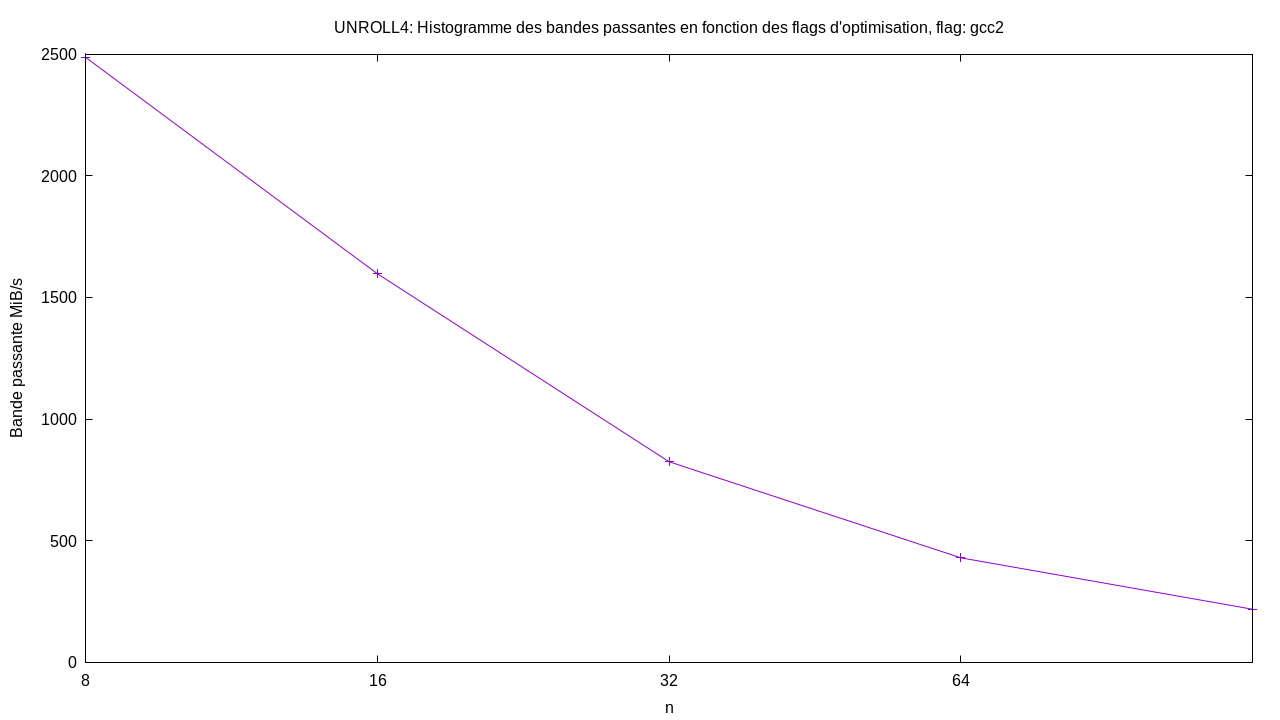 UNROLL4: Histogramme des bandes passantes en fonction des flags d'optimisation, flag: gcc2
2500
2000
1500
1000
500
0
Bande passante MiB/s
8 16 32 64
n